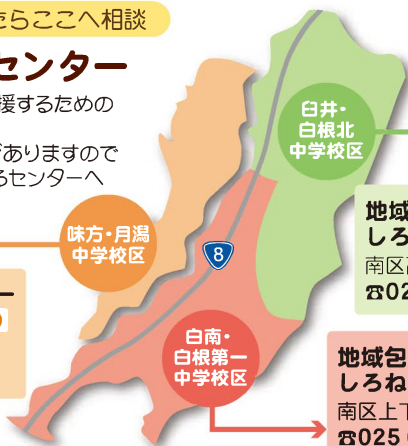 たらここへ相談
センター
援するための
がありますので
るセンターへ
臼井・
白根北
中学校区
味方・月潟
中学校区
8
地域
しろね
南区
☎02
ー
白南・
白根第一
中学校区
地域包
しろね
南区上下
☎025